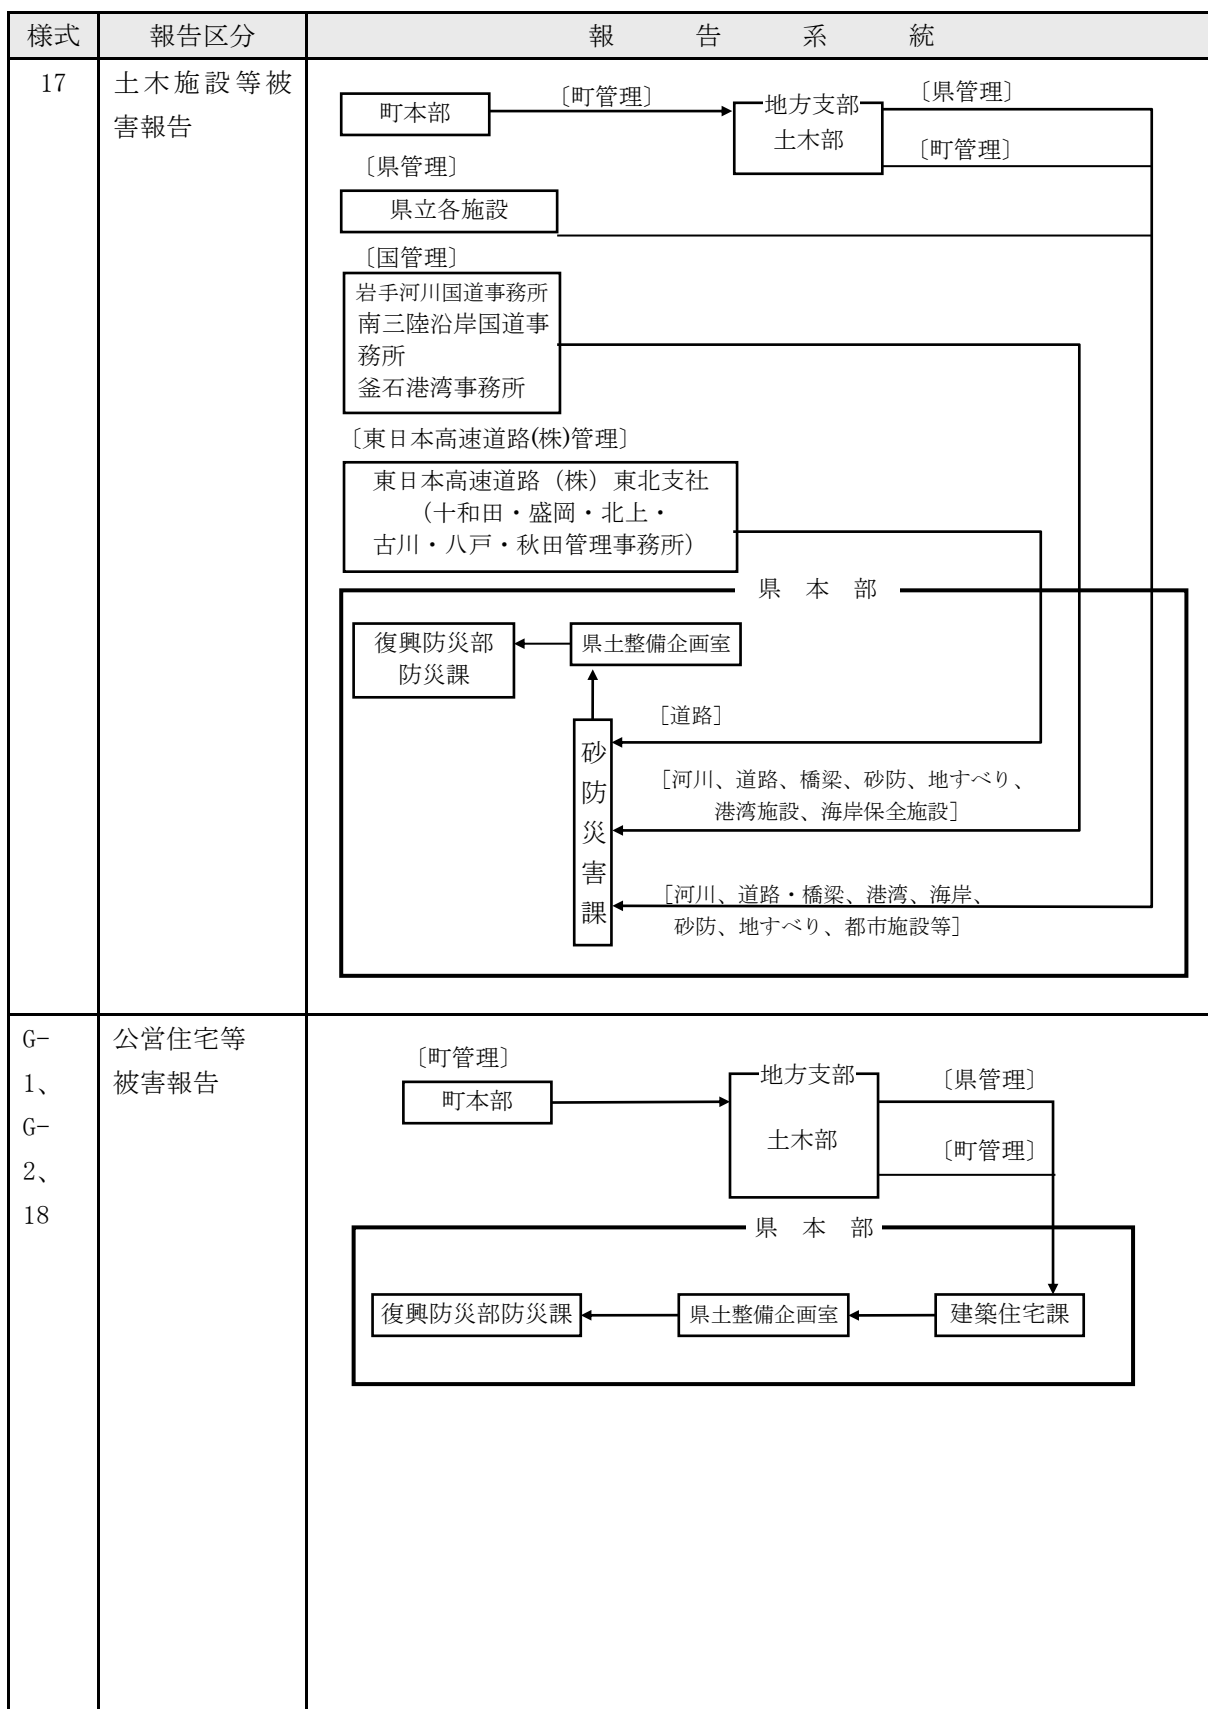 様式 報告区分 報告系統
17 土木施設等被
害報告
〔町管理〕
町本部
地方支部
土木部
〔県管理〕
〔町管理〕
〔県管理〕
県立各施設
〔国管理〕
岩手河川国道事務所
南三陸沿岸国道事
務所
釜石港湾事務所
〔東日本高速道路(株)管理〕
東日本高速道路（株）東北支社
（十和田・盛岡・北上・
古川・八戸・秋田管理事務所）
県本部
復興防災部
防災課
県土整備企画室
砂防災害課
［道路］
［河川、道路、橋梁、砂防、地すべり、
港湾施設、海岸保全施設］
［河川、道路・橋梁、港湾、海岸、
砂防、地すべり、都市施設等］
G-
1、
G-
2、
18
公営住宅等
被害報告
〔町管理〕
町本部
地方支部
土木部
〔県管理〕
〔町管理〕
県本部
復興防災部防災課
県土整備企画室
建築住宅課